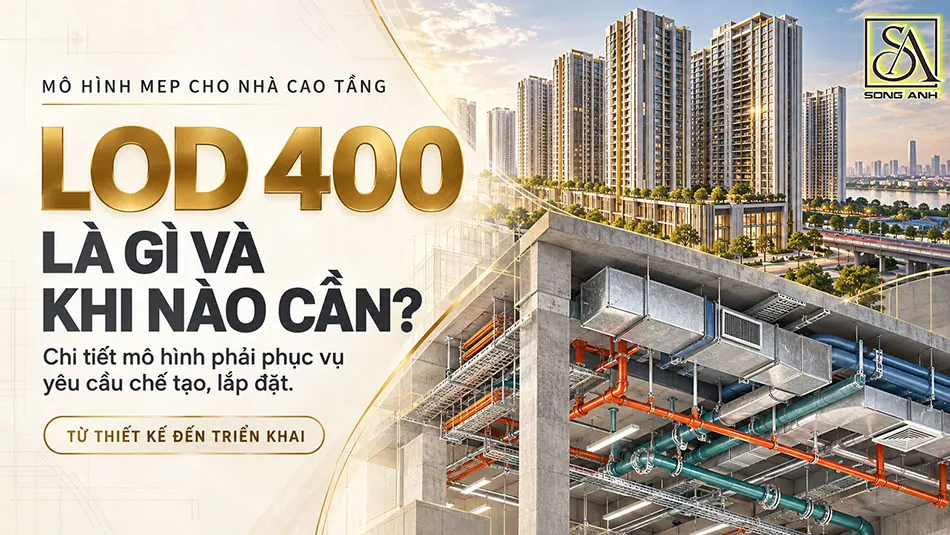 MÔ HÌNH MEP CHO NHÀ CAO TẦNG
LOD 400
LÀ GÌ VÀ
KHI NÀO CẦN?
Chi tiết mô hình phải phục vụ
yêu cầu chế tạo, lắp đặt.
TỪ THIẾT KẾ ĐẾN TRIỂN KHAI
SA
SONG ANH